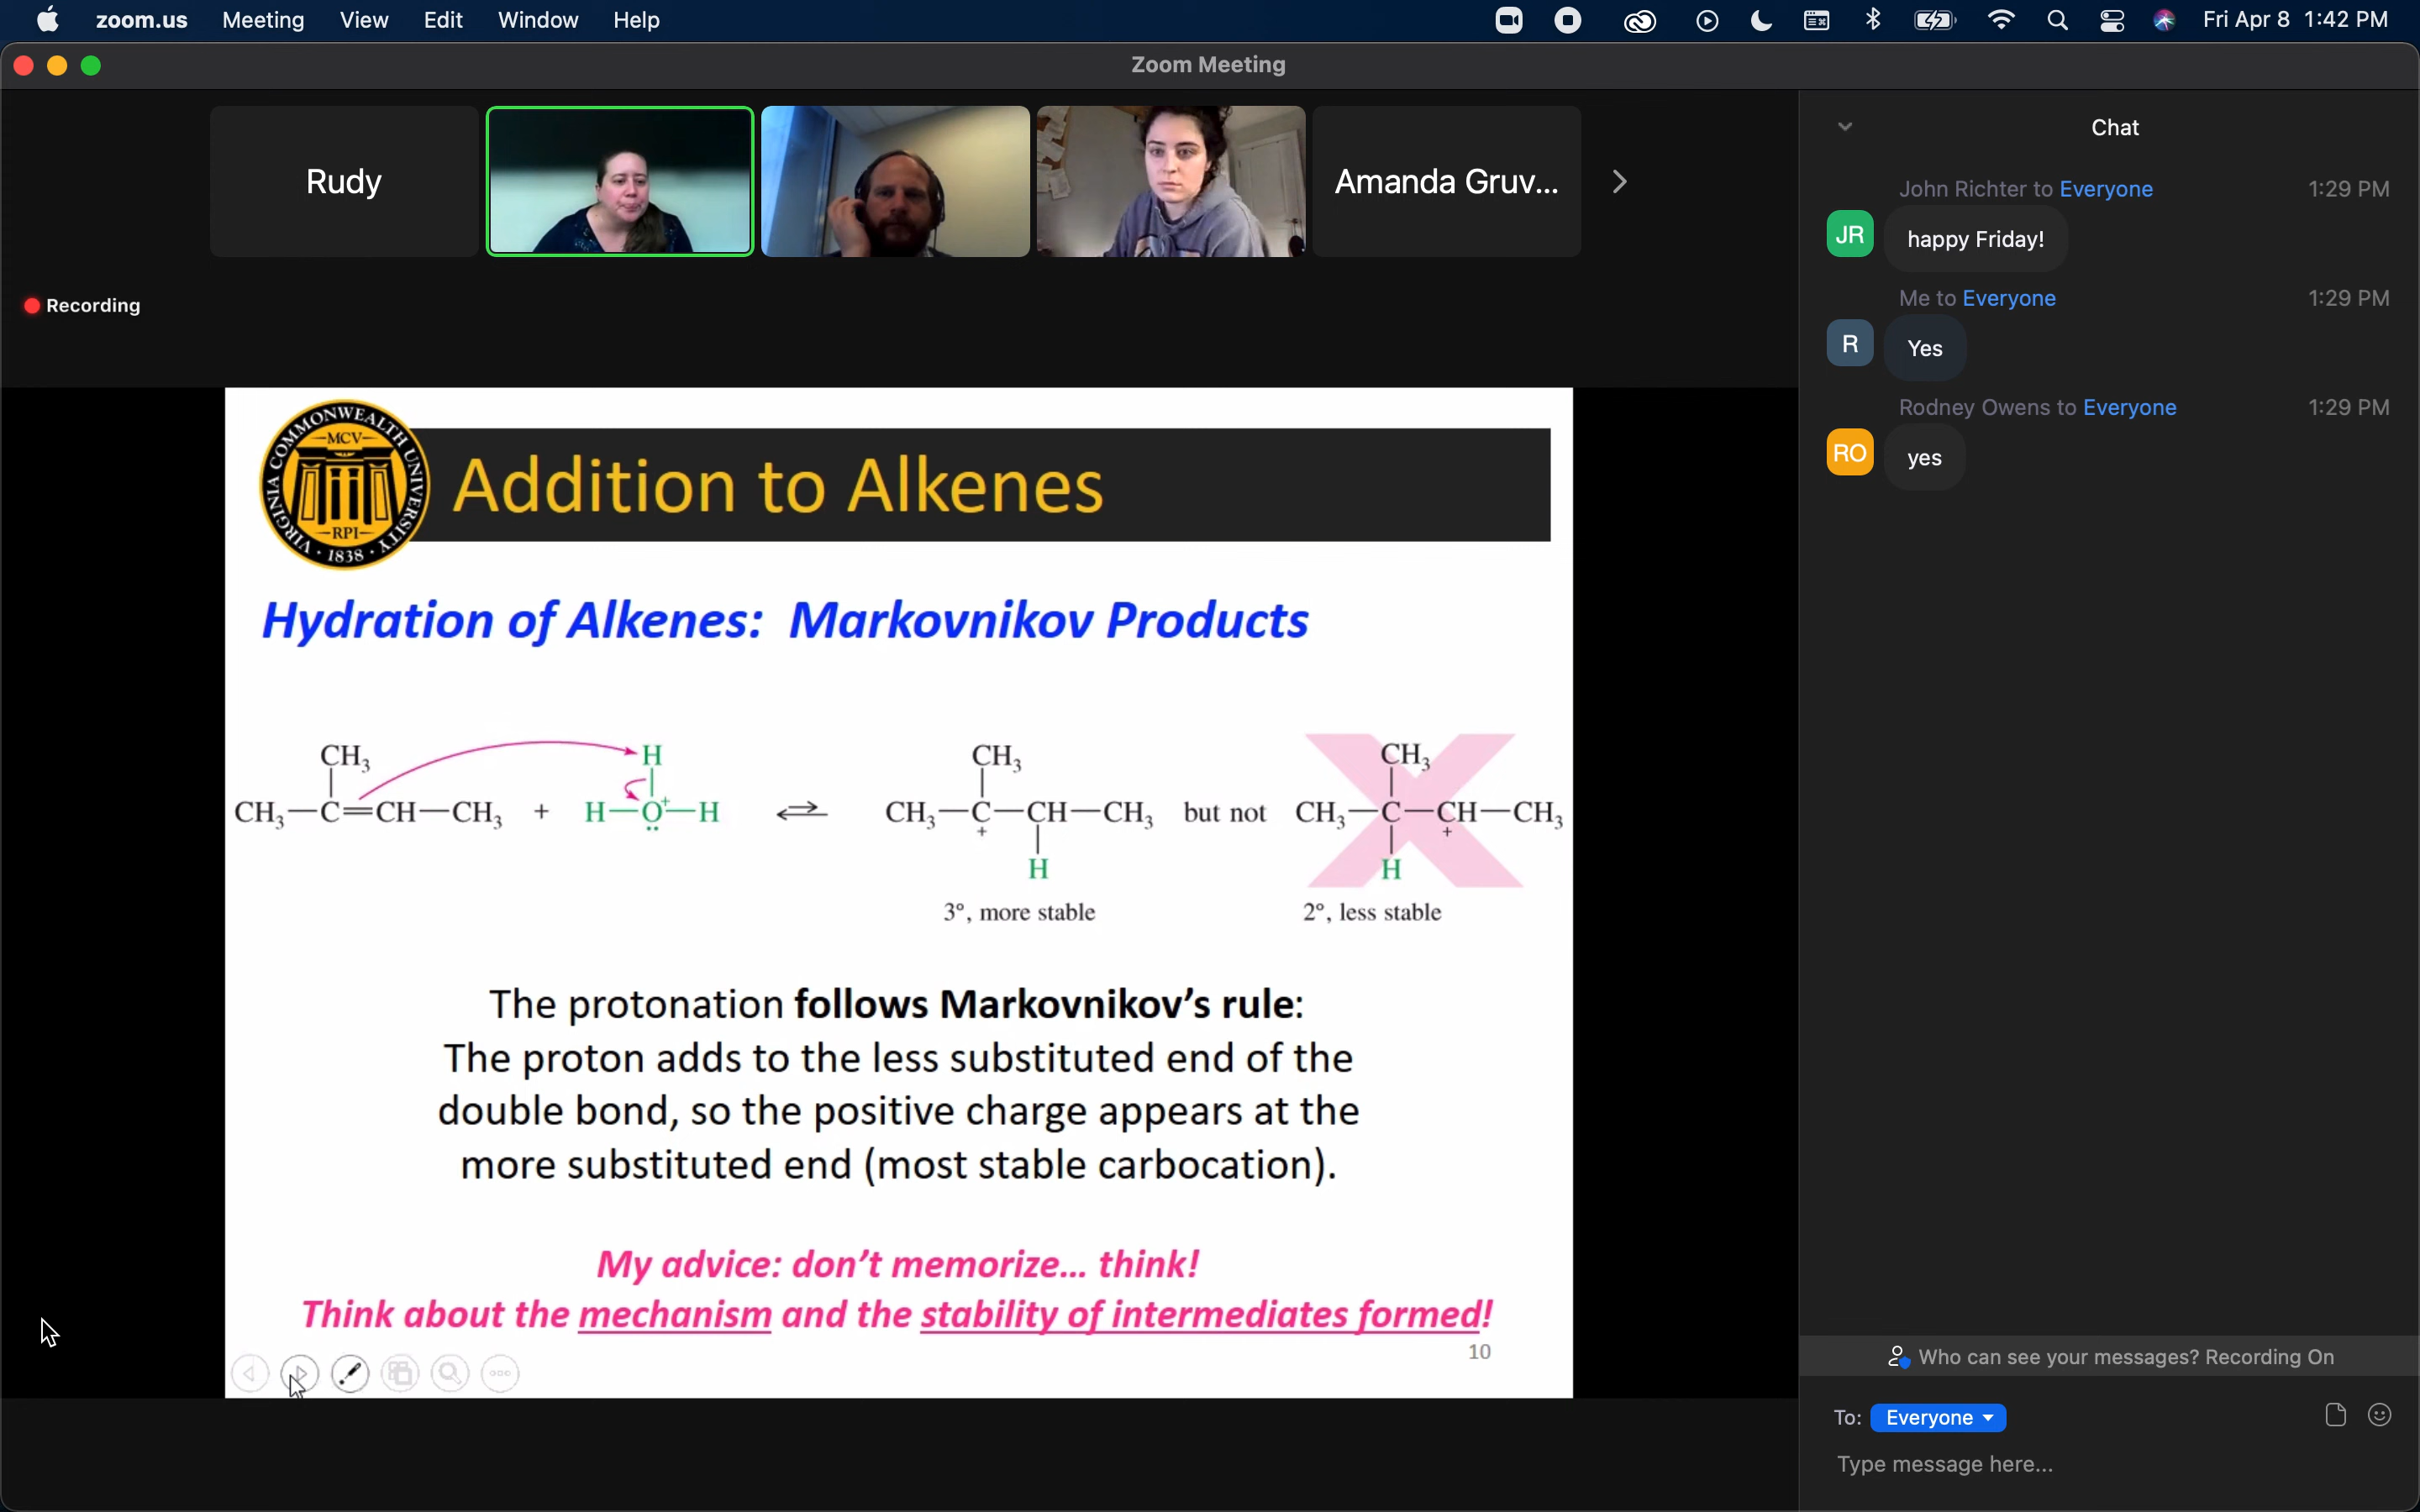 zoom.us Meeting View Edit Window Help Fri Apr 8 1:42 PM
Zoom Meeting
Rudy
Amanda Gruv...
Recording
VIRGINIA COMMONWEALTH UNIVERSITY
MCV
RPI
1838
Addition to Alkenes
Hydration of Alkenes: Markovnikov Products
CH₃ H CH₃ CH₃
CH₃—C=CH—CH₃ + H—O⁺—H ⇌ CH₃—C—CH—CH₃ but not CH₃—C—CH—CH₃
+ +
H H
3°, more stable 2°, less stable
The protonation follows Markovnikov's rule:
The proton adds to the less substituted end of the
double bond, so the positive charge appears at the
more substituted end (most stable carbocation).
My advice: don't memorize... think!
Think about the mechanism and the stability of intermediates formed!
10
Chat
John Richter to Everyone 1:29 PM
JR happy Friday!
Me to Everyone 1:29 PM
R Yes
Rodney Owens to Everyone 1:29 PM
RO yes
Who can see your messages? Recording On
To: Everyone
Type message here...